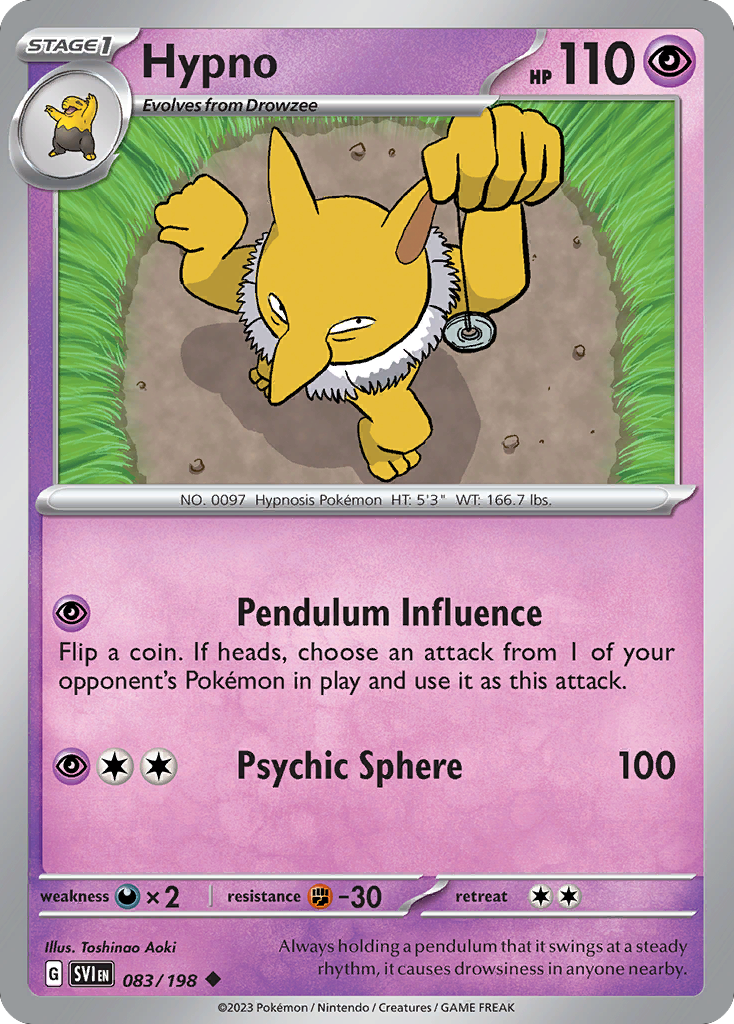 STAGE 1
Hypno
HP 110
Evolves from Drowzee
NO. 0097 Hypnosis Pokémon HT: 5'3" WT: 166.7 lbs.
Pendulum Influence
Flip a coin. If heads, choose an attack from 1 of your
opponent's Pokémon in play and use it as this attack.
Psychic Sphere 100
weakness ×2 resistance -30 retreat
Illus. Toshinao Aoki
Always holding a pendulum that it swings at a steady
rhythm, it causes drowsiness in anyone nearby.
G SVI EN 083/198
©2023 Pokémon / Nintendo / Creatures / GAME FREAK